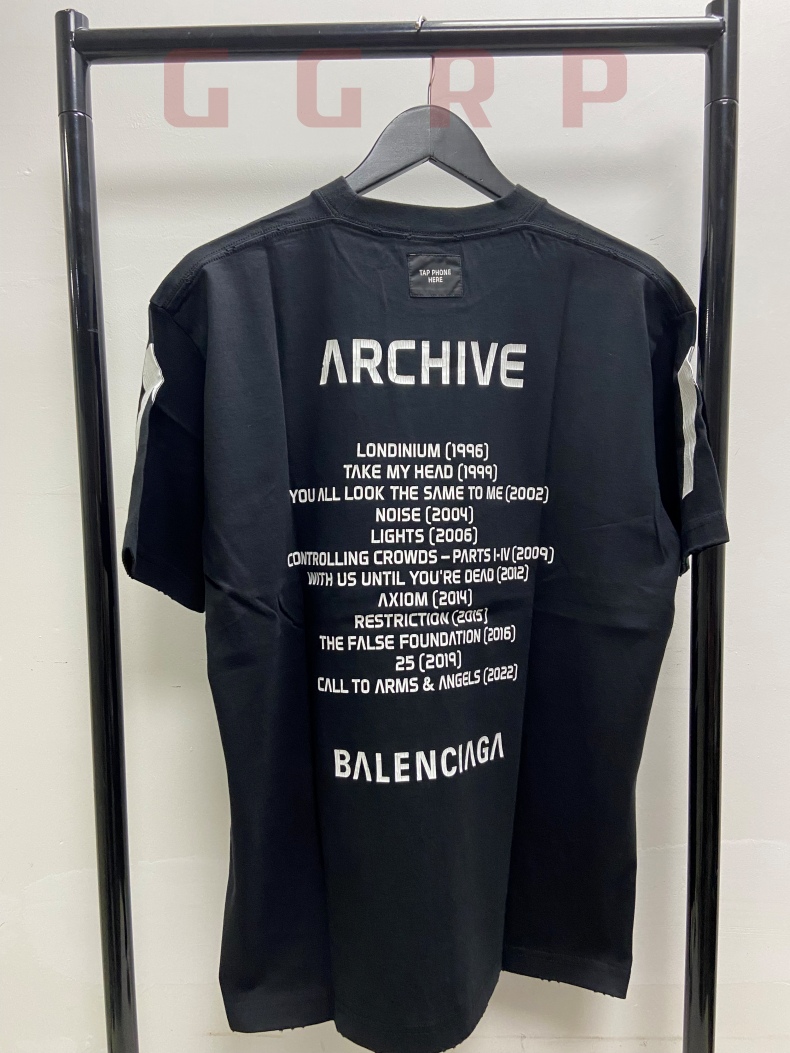 G G R P
TAP PHONE
HERE
ARCHIVE
LONDINIUM (1996)
TAKE MY HEAD (1999)
YOU ALL LOOK THE SAME TO ME (2002)
NOISE (2004)
LIGHTS (2006)
CONTROLLING CROWDS – PARTS I-IV (2009)
WITH US UNTIL YOU'RE DEAD (2012)
AXIOM (2014)
RESTRICTION (2015)
THE FALSE FOUNDATION (2016)
25 (2019)
CALL TO ARMS & ANGELS (2022)
BALENCIAGA